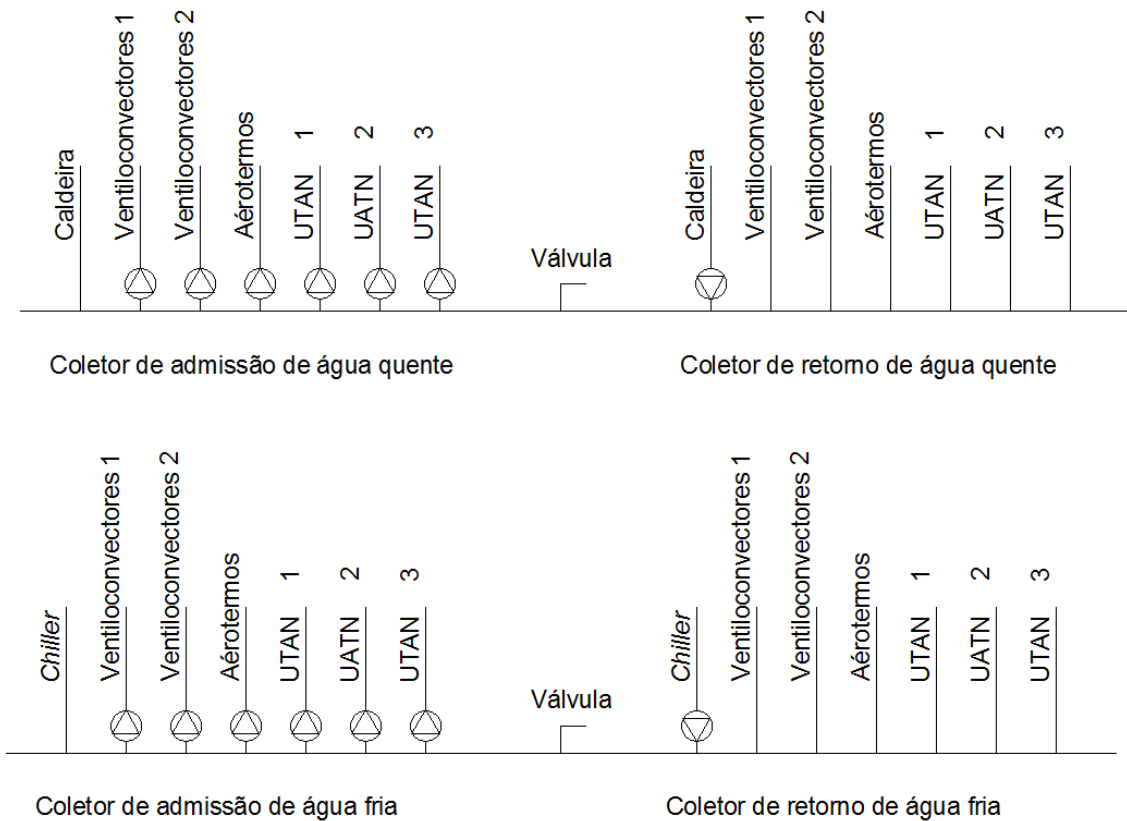 Caldeira
Ventiloconvectores 1
Ventiloconvectores 2
Aérotermos
UTAN 1
UATN 2
UTAN 3
Válvula
Caldeira
Ventiloconvectores 1
Ventiloconvectores 2
Aérotermos
UTAN 1
UATN 2
UTAN 3
Coletor de admissão de água quente
Coletor de retorno de água quente
Chiller
Ventiloconvectores 1
Ventiloconvectores 2
Aérotermos
UTAN 1
UATN 2
UTAN 3
Válvula
Chiller
Ventiloconvectores 1
Ventiloconvectores 2
Aérotermos
UTAN 1
UATN 2
UTAN 3
Coletor de admissão de água fria
Coletor de retorno de água fria